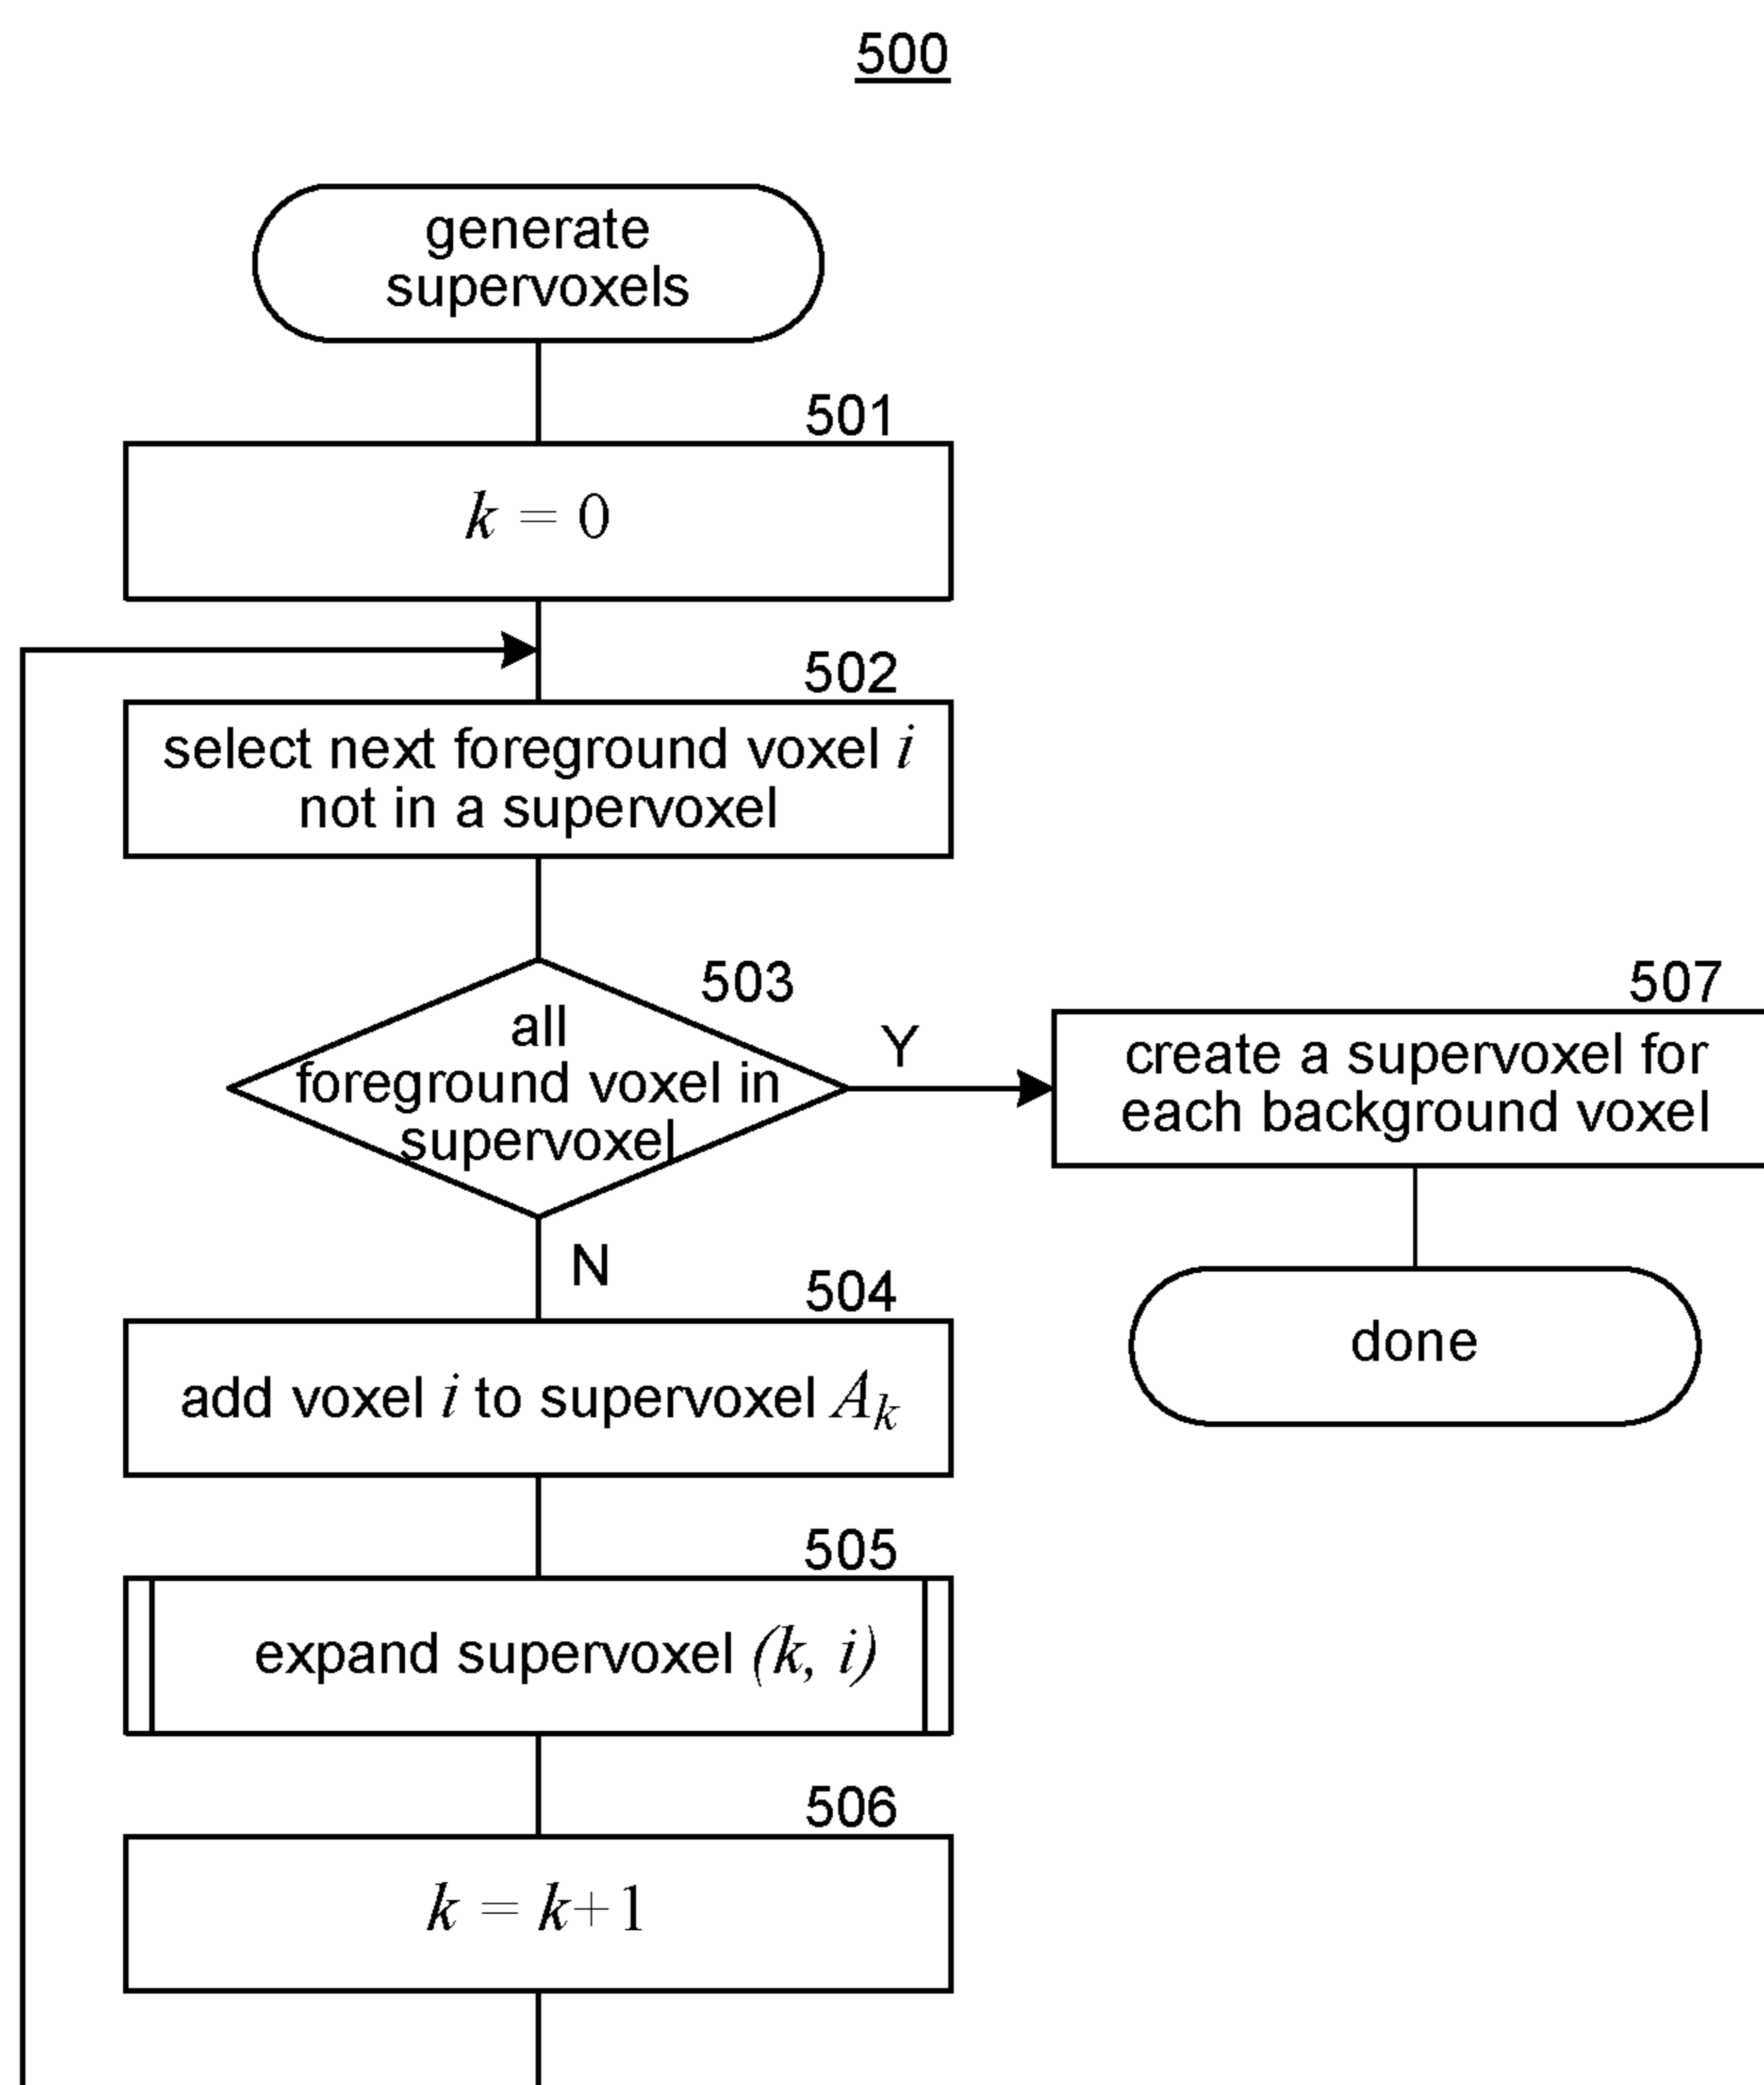 500
generate
supervoxels
501
k = 0
502
select next foreground voxel i
not in a supervoxel
503
all
foreground voxel in
supervoxel
Y
507
create a supervoxel for
each background voxel
N
504
add voxel i to supervoxel Aₖ
done
505
expand supervoxel (k, i)
506
k = k+1